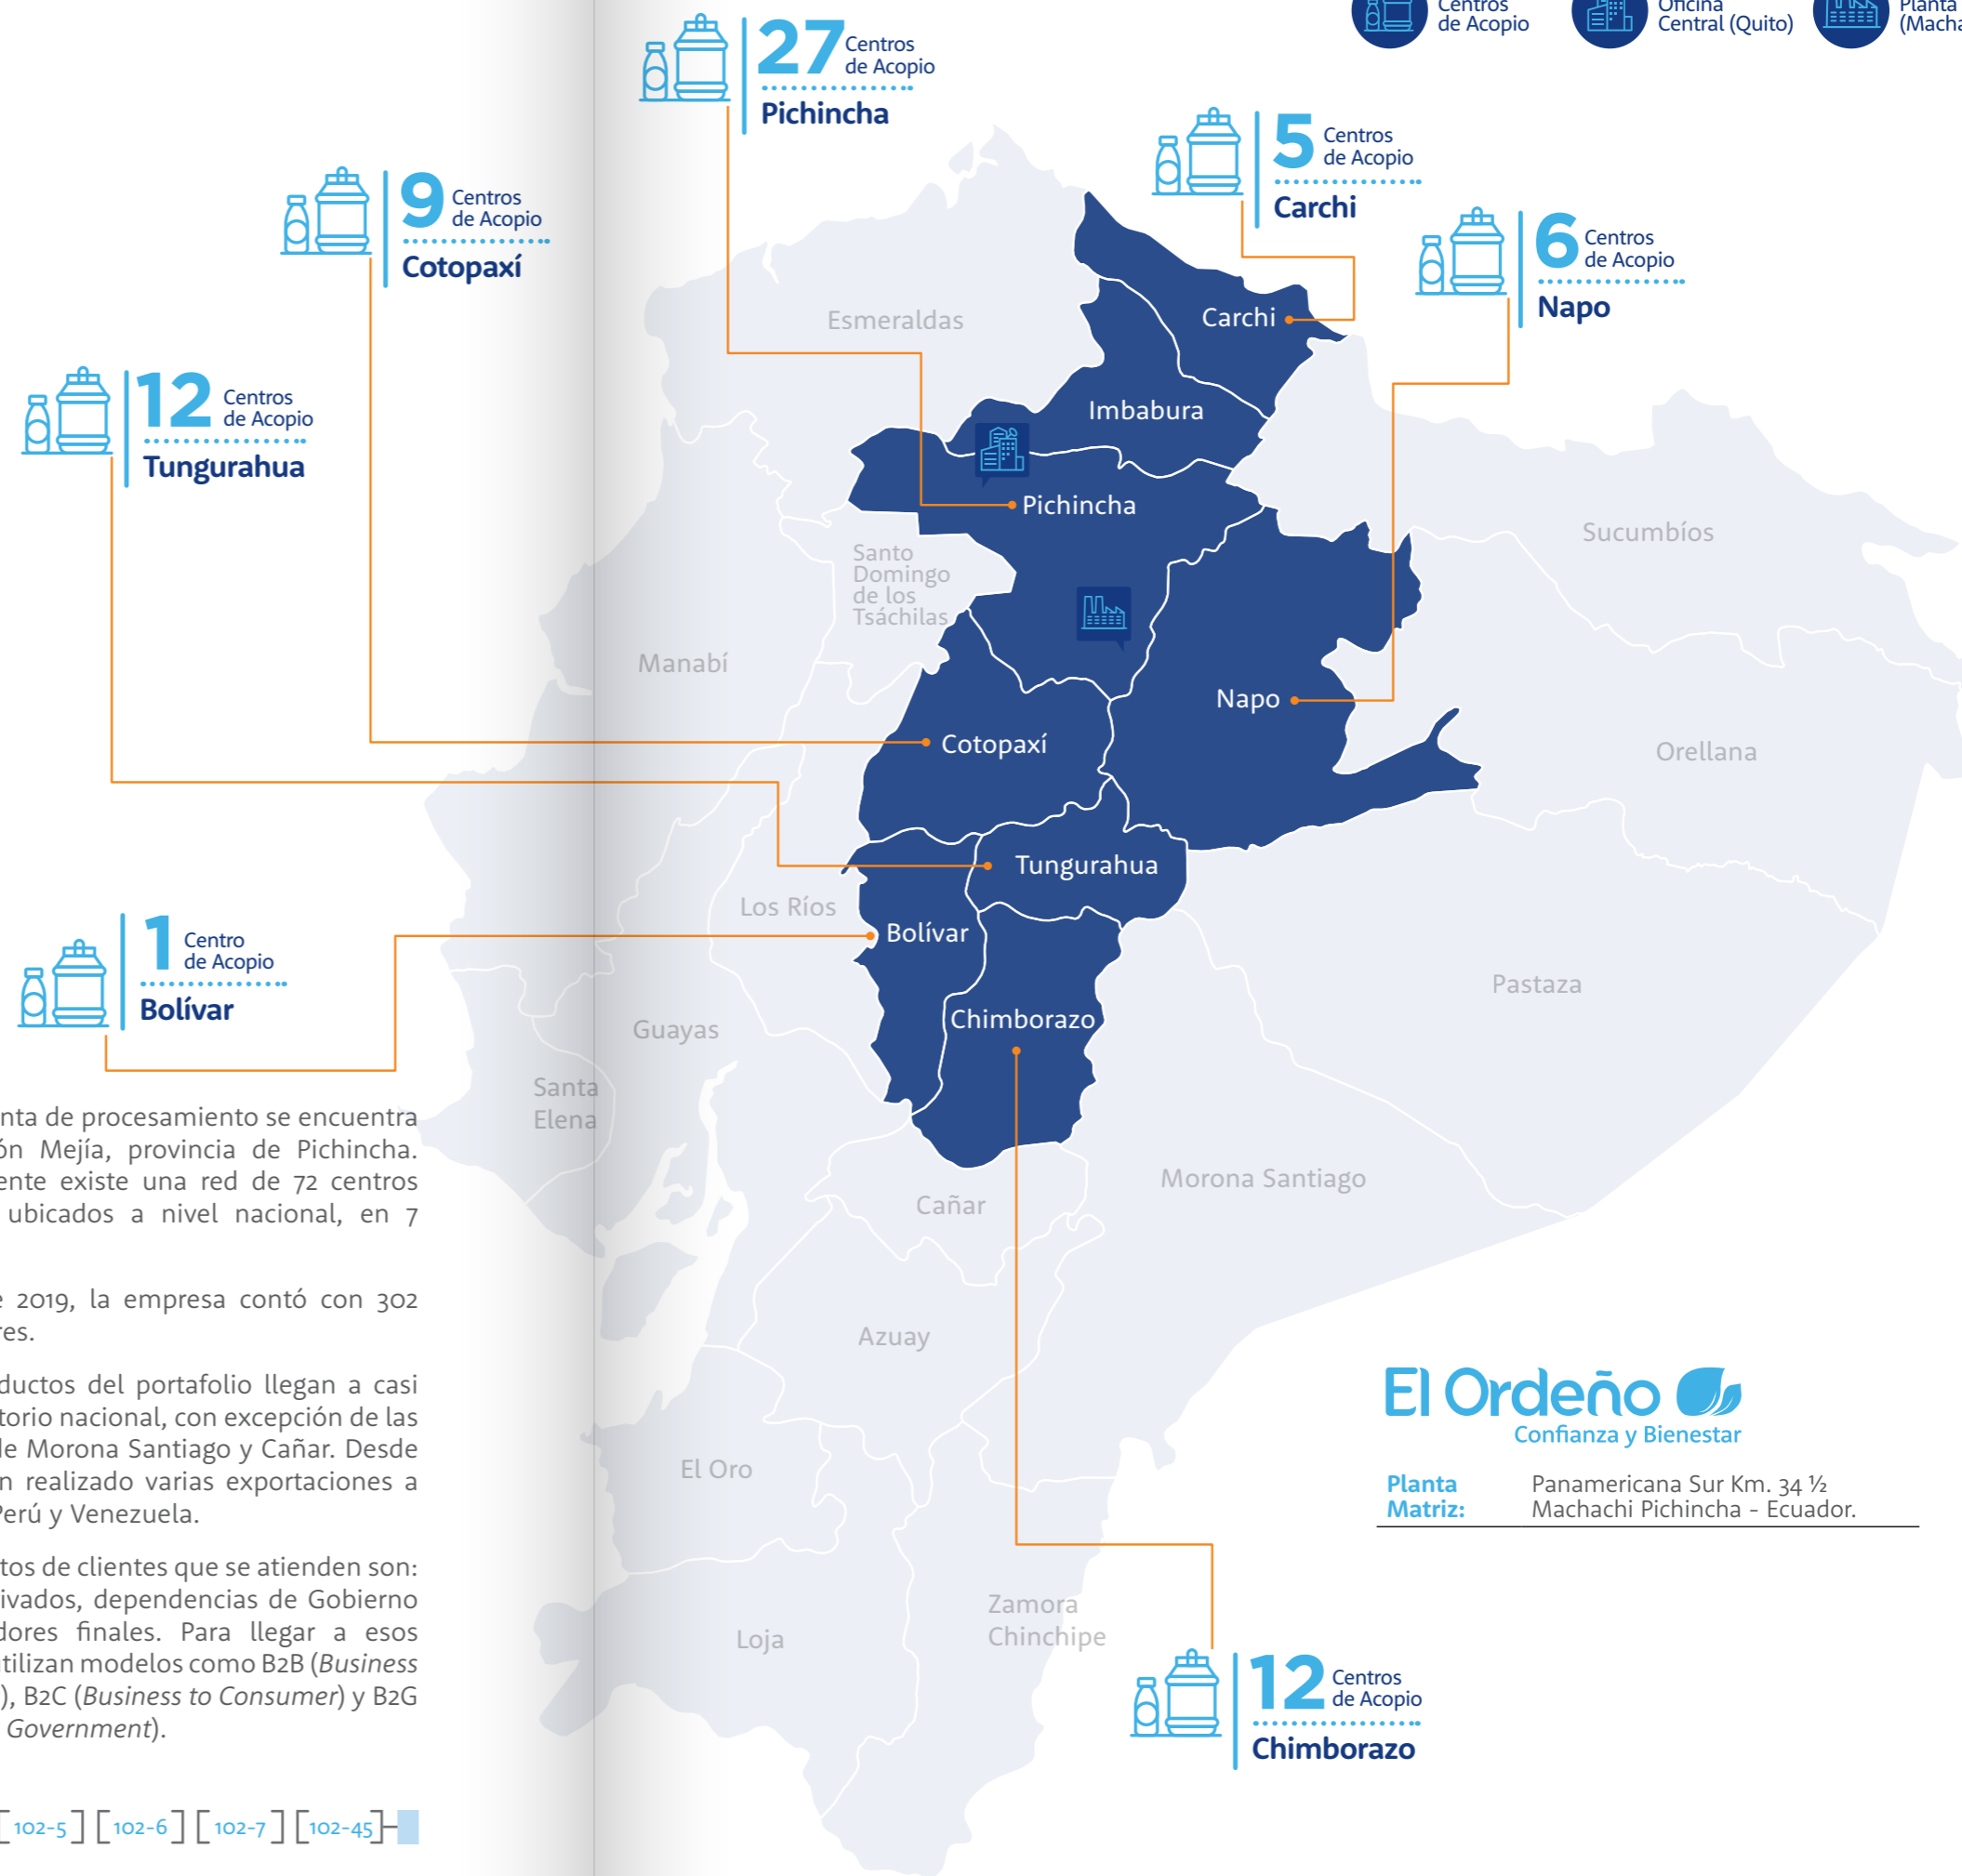 Centros
de Acopio
Oficina
Central (Quito)
Planta
27 Centros
de Acopio
Pichincha
5 Centros
de Acopio
Carchi
9 Centros
de Acopio
Cotopaxí
6 Centros
de Acopio
Napo
12 Centros
de Acopio
Tungurahua
1 Centro
de Acopio
Bolívar
Esmeraldas
Carchi
Imbabura
Pichincha
Sucumbíos
Santo
Domingo
de los
Tsáchilas
Manabí
Napo
Cotopaxí
Orellana
Tungurahua
Los Ríos
Bolívar
Pastaza
Chimborazo
Guayas
Santa
Elena
Morona Santiago
Cañar
Azuay
El Oro
Zamora
Chinchipe
Loja
12 Centros
de Acopio
Chimborazo
nta de procesamiento se encuentra
ón Mejía, provincia de Pichincha.
ente existe una red de 72 centros
ubicados a nivel nacional, en 7
e 2019, la empresa contó con 302
res.
ductos del portafolio llegan a casi
torio nacional, con excepción de las
de Morona Santiago y Cañar. Desde
n realizado varias exportaciones a
Perú y Venezuela.
tos de clientes que se atienden son:
ivados, dependencias de Gobierno
dores finales. Para llegar a esos
utilizan modelos como B2B (Business
), B2C (Business to Consumer) y B2G
Government).
[102-5] [102-6] [102-7] [102-45]
El Ordeño
Confianza y Bienestar
Planta
Matriz:
Panamericana Sur Km. 34 ½
Machachi Pichincha - Ecuador.